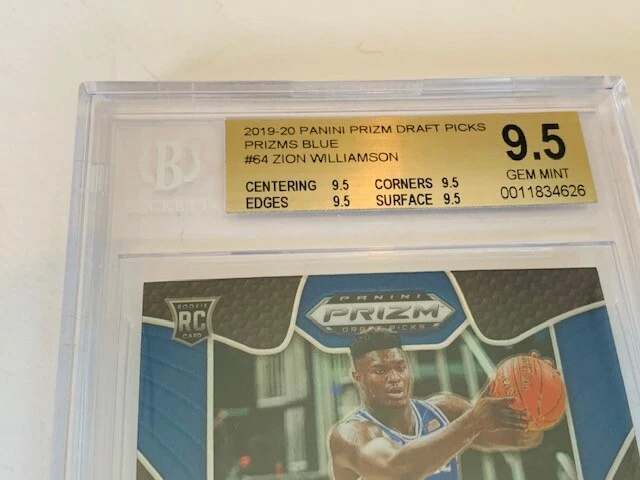 2019-20 PANINI PRIZM DRAFT PICKS
PRIZMS BLUE
#64 ZION WILLIAMSON
CENTERING 9.5 CORNERS 9.5
EDGES 9.5 SURFACE 9.5
9.5
GEM MINT
0011834626
B
BECKETT
ROOKIE
RC
CARD
PANINI
PRIZM
DRAFT PICKS